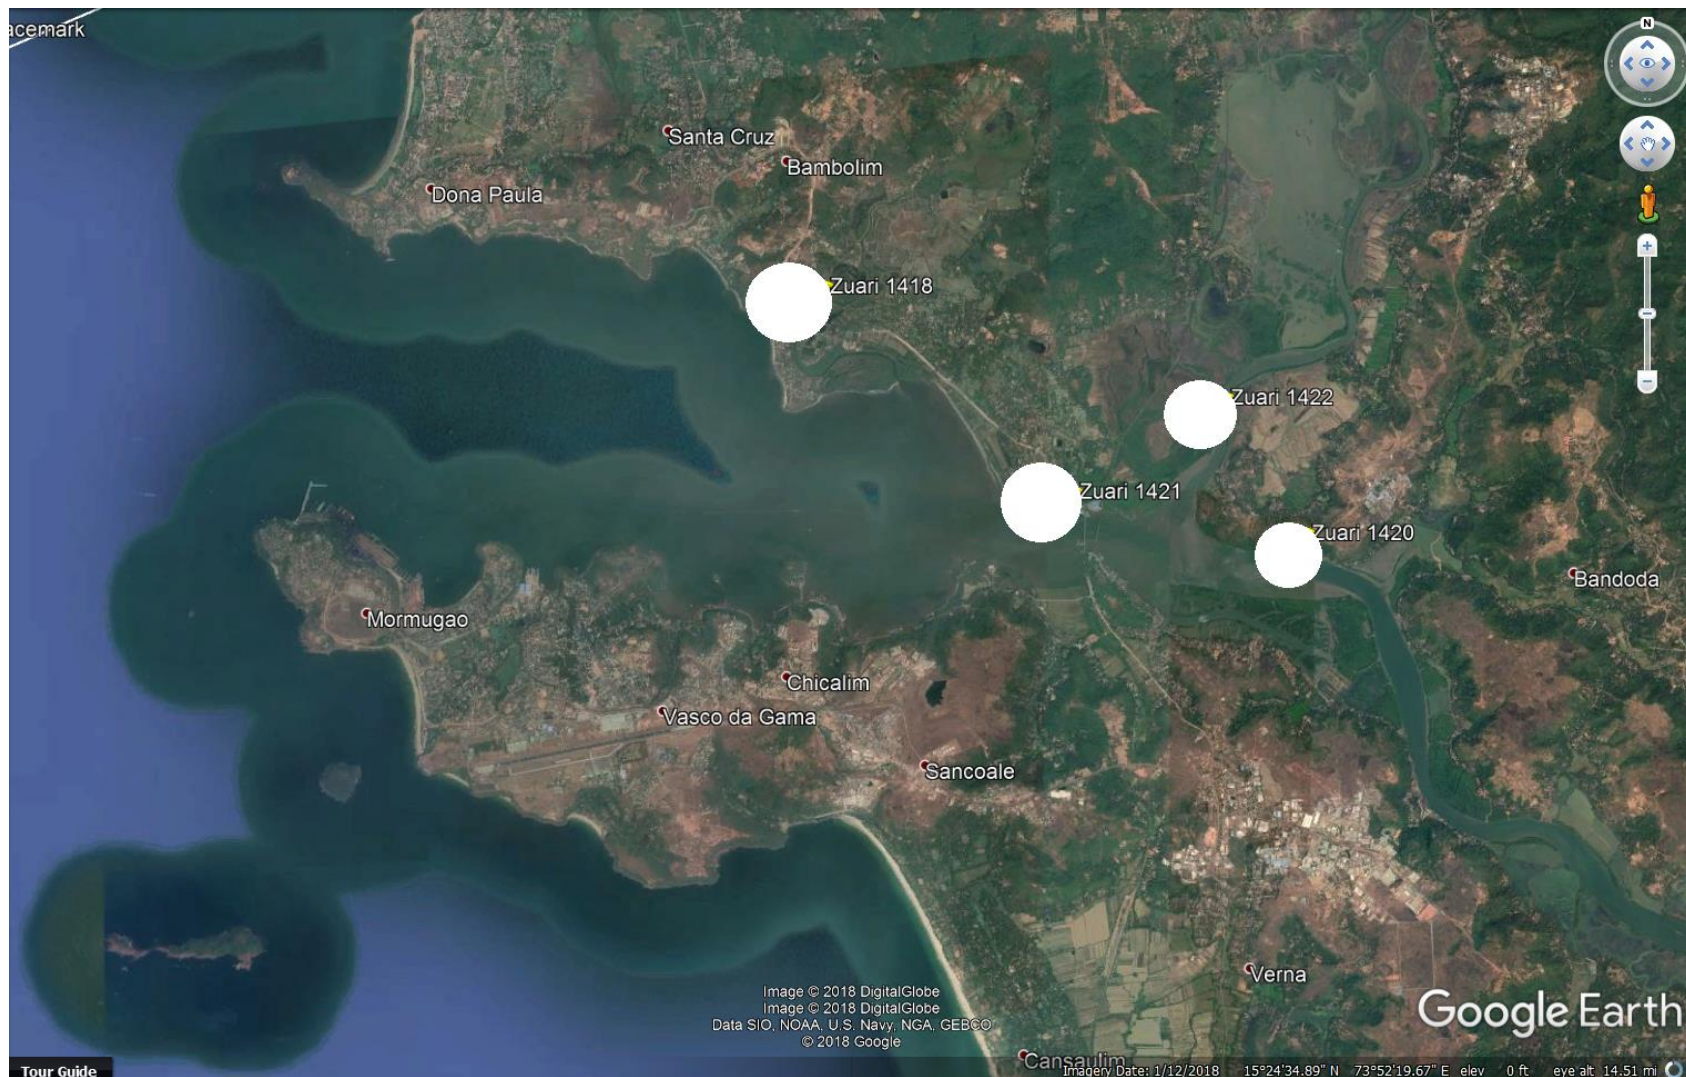 acemark
N
Santa Cruz
Bambolim
Dona Paula
Zuari 1418
Zuari 1422
Zuari 1421
Zuari 1420
Bandoda
Mormugao
Chicalim
Vasco da Gama
Sancoale
Verna
Image © 2018 DigitalGlobe
Image © 2018 DigitalGlobe
Data SIO, NOAA, U.S. Navy, NGA, GEBCO
© 2018 Google
Google Earth
Cansaulim
Tour Guide
Imagery Date: 1/12/2018 15°24'34.89" N 73°52'19.67" E elev 0 ft eye alt 14.51 mi